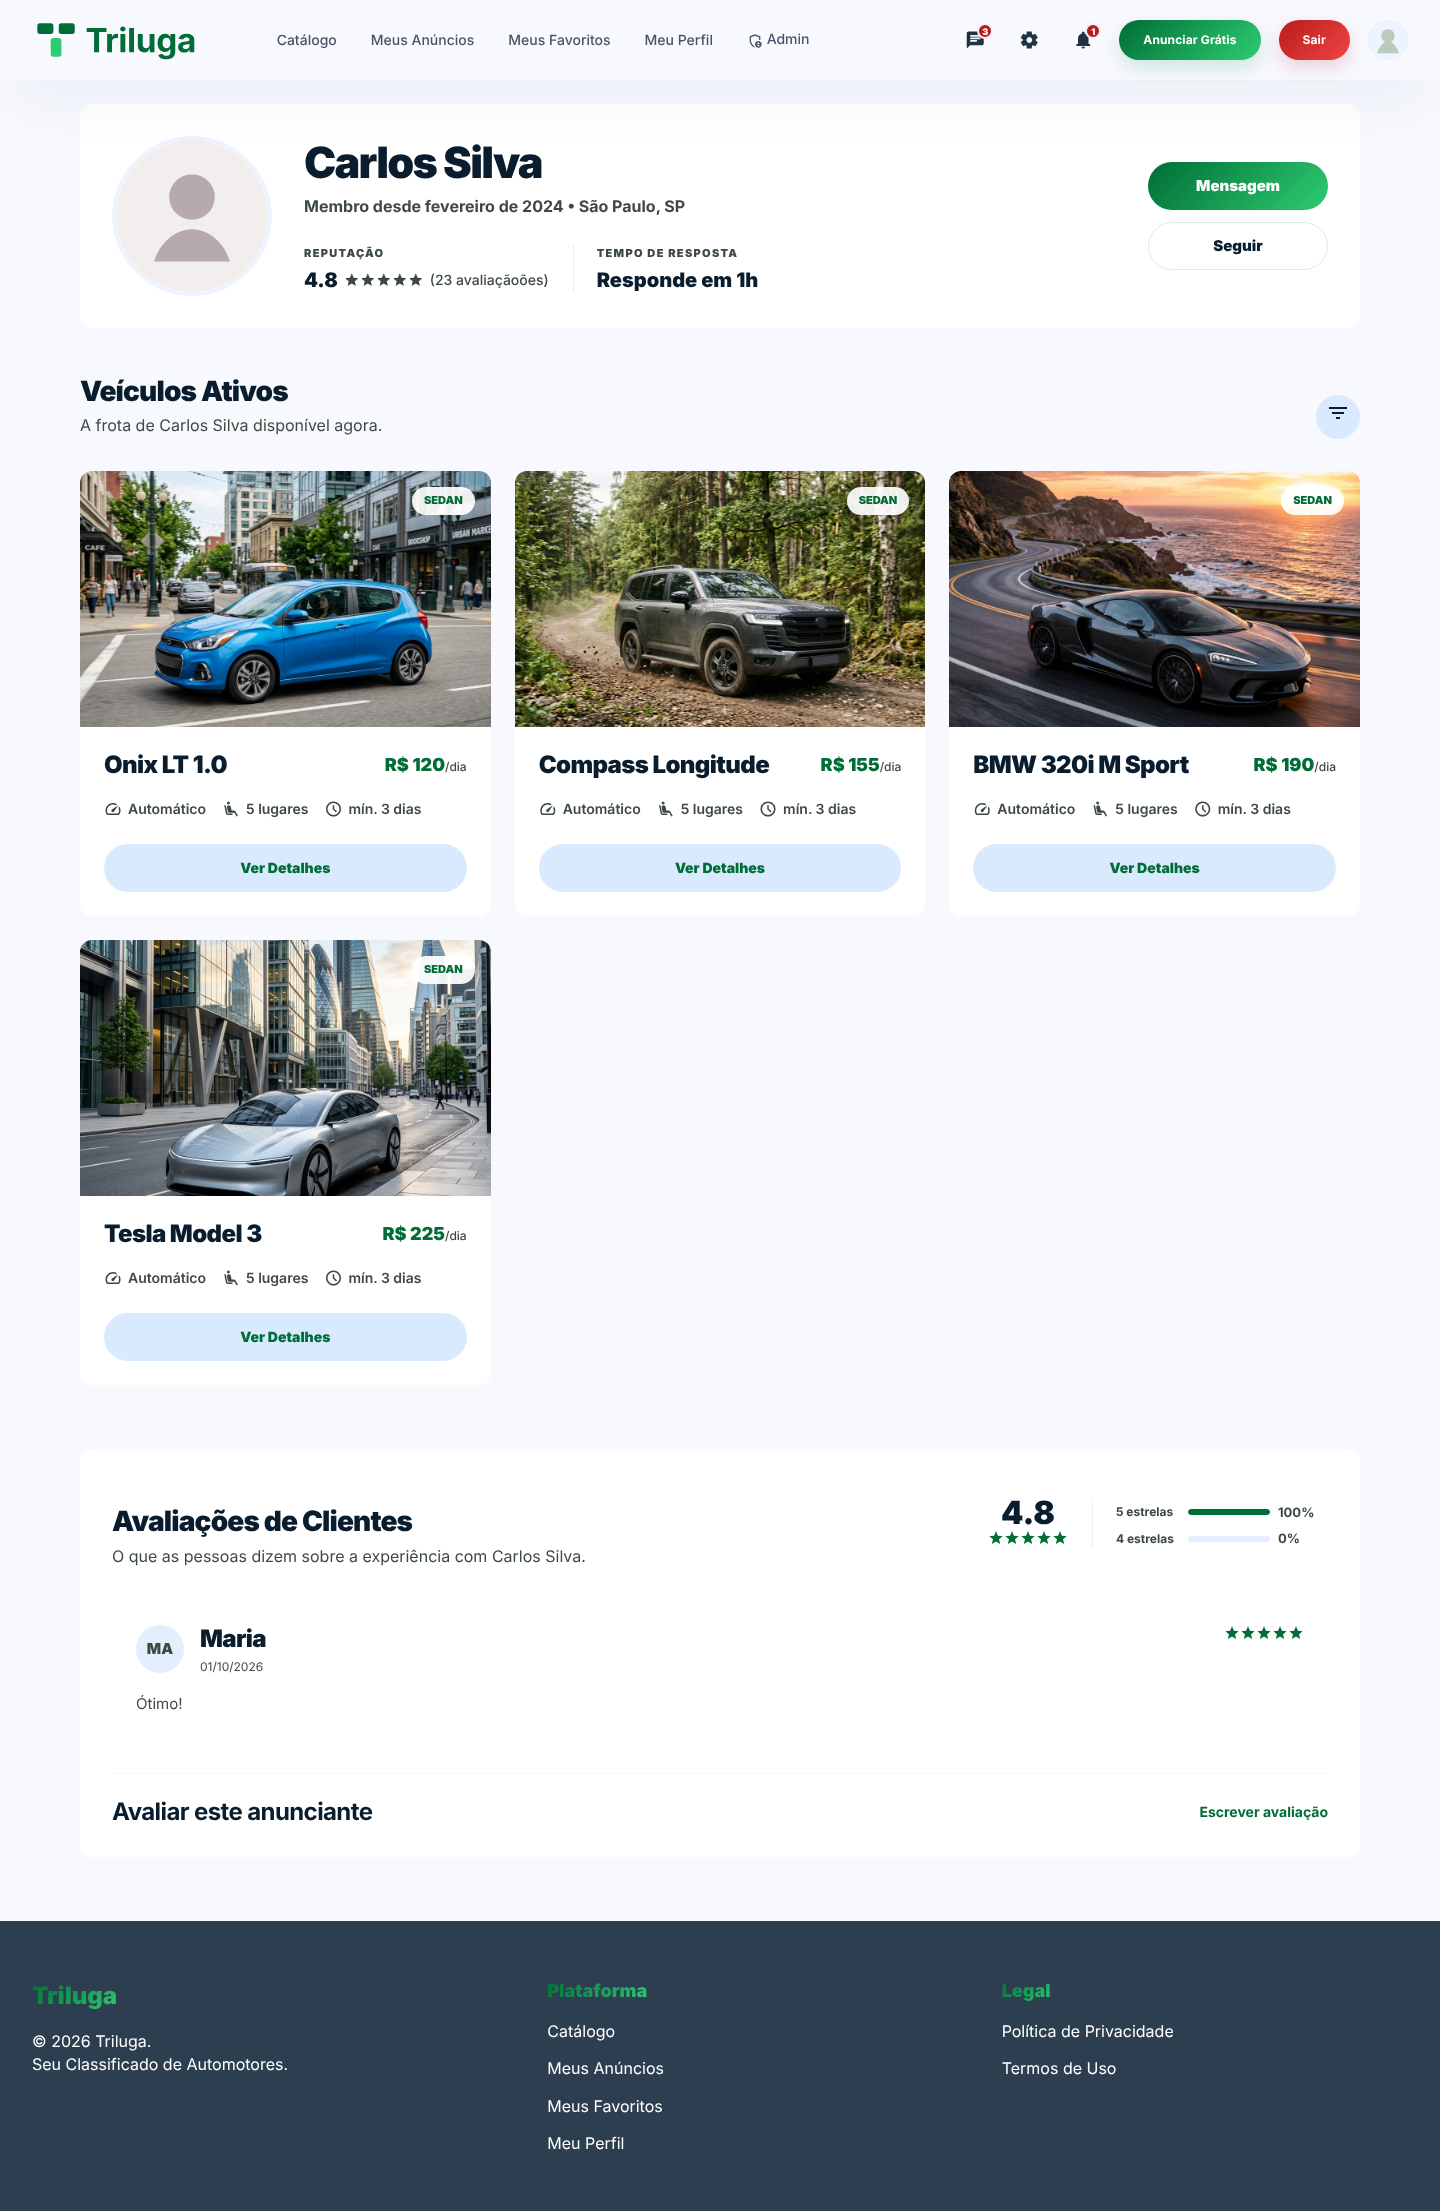 Triluga
Catálogo
Meus Anúncios
Meus Favoritos
Meu Perfil
Admin
3
1
Anunciar Grátis
Sair
Carlos Silva
Membro desde fevereiro de 2024 • São Paulo, SP
REPUTAÇÃO
4.8 ★★★★★ (23 avaliaçãoões)
TEMPO DE RESPOSTA
Responde em 1h
Mensagem
Seguir
Veículos Ativos
A frota de Carlos Silva disponível agora.
CAFE
BOOKSHOP
URBAN MARKE
SEDAN
Onix LT 1.0
R$ 120/dia
Automático
5 lugares
mín. 3 dias
Ver Detalhes
SEDAN
Compass Longitude
R$ 155/dia
Automático
5 lugares
mín. 3 dias
Ver Detalhes
SEDAN
BMW 320i M Sport
R$ 190/dia
Automático
5 lugares
mín. 3 dias
Ver Detalhes
SEDAN
Tesla Model 3
R$ 225/dia
Automático
5 lugares
mín. 3 dias
Ver Detalhes
Avaliações de Clientes
O que as pessoas dizem sobre a experiência com Carlos Silva.
4.8
★★★★★
5 estrelas 100%
4 estrelas 0%
MA
Maria
01/10/2026
★★★★★
Ótimo!
Avaliar este anunciante
Escrever avaliação
Triluga
© 2026 Triluga.
Seu Classificado de Automotores.
Plataforma
Catálogo
Meus Anúncios
Meus Favoritos
Meu Perfil
Legal
Política de Privacidade
Termos de Uso